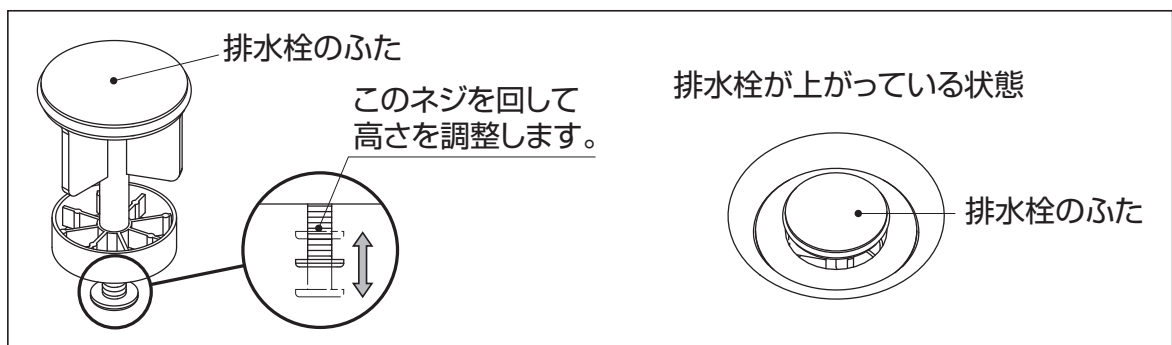 排水栓のふた
このネジを回して
高さを調整します。
排水栓が上がっている状態
排水栓のふた